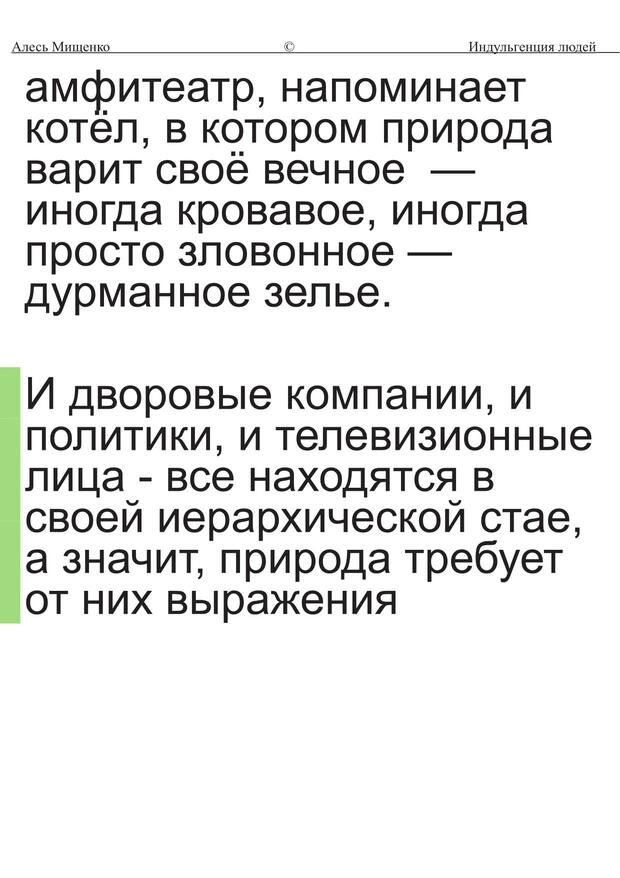 Алесь Мищенко © Индульгенция людей
амфитеатр, напоминает
котёл, в котором природа
варит своё вечное —
иногда кровавое, иногда
просто зловонное —
дурманное зелье.
И дворовые компании, и
политики, и телевизионные
лица - все находятся в
своей иерархической стае,
а значит, природа требует
от них выражения